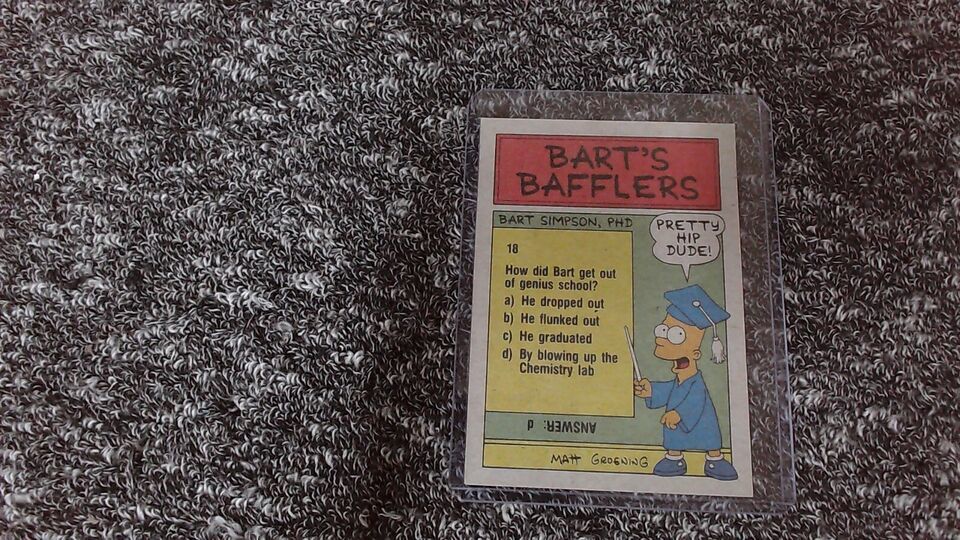 BART'S
BAFFLERS
BART SIMPSON, PHD
PRETTY
HIP
DUDE!
18
How did Bart get out
of genius school?
a) He dropped out
b) He flunked out
c) He graduated
d) By blowing up the
Chemistry lab
ANSWER: d
MATT GROENING